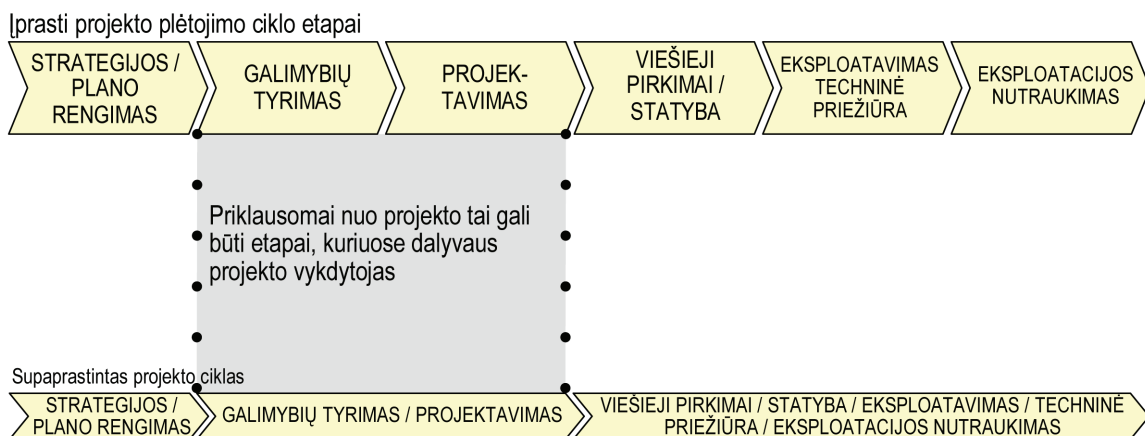 Įprasti projekto plėtojimo ciklo etapai
STRATEGIJOS /
PLANO
RENGIMAS
GALIMYBIŲ
TYRIMAS
PROJEK-
TAVIMAS
VIEŠIEJI
PIRKIMAI /
STATYBA
EKSPLOATAVIMAS
TECHNINĖ
PRIEŽIŪRA
EKSPLOATACIJOS
NUTRAUKIMAS
Priklausomai nuo projekto tai gali
būti etapai, kuriuose dalyvaus
projekto vykdytojas
Supaprastintas projekto ciklas
STRATEGIJOS /
PLANO RENGIMAS
GALIMYBIŲ TYRIMAS / PROJEKTAVIMAS
VIEŠIEJI PIRKIMAI / STATYBA / EKSPLOATAVIMAS / TECHNINĖ
PRIEŽIŪRA / EKSPLOATACIJOS NUTRAUKIMAS